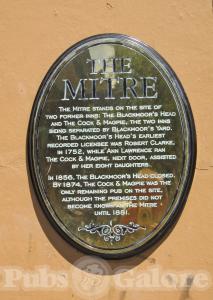 THE
MITRE
THE MITRE STANDS ON THE SITE OF
TWO FORMER INNS: THE BLACKMOOR'S HEAD
AND THE COCK & MAGPIE, THE TWO INNS
BEING SEPARATED BY BLACKMOOR'S YARD.
THE BLACKMOOR'S HEAD'S EARLIEST
RECORDED LICENSEE WAS ROBERT CLARKE,
IN 1752, WHILE ANN LAWRENCE RAN
THE COCK & MAGPIE, NEXT DOOR, ASSISTED
BY HER EIGHT DAUGHTERS.
IN 1856, THE BLACKMOOR'S HEAD CLOSED.
BY 1874, THE COCK & MAGPIE WAS THE
ONLY REMAINING PUB ON THE SITE,
ALTHOUGH THE PREMISES DID NOT
BECOME KNOWN AS THE MITRE
UNTIL 1881.
Pubs Galore